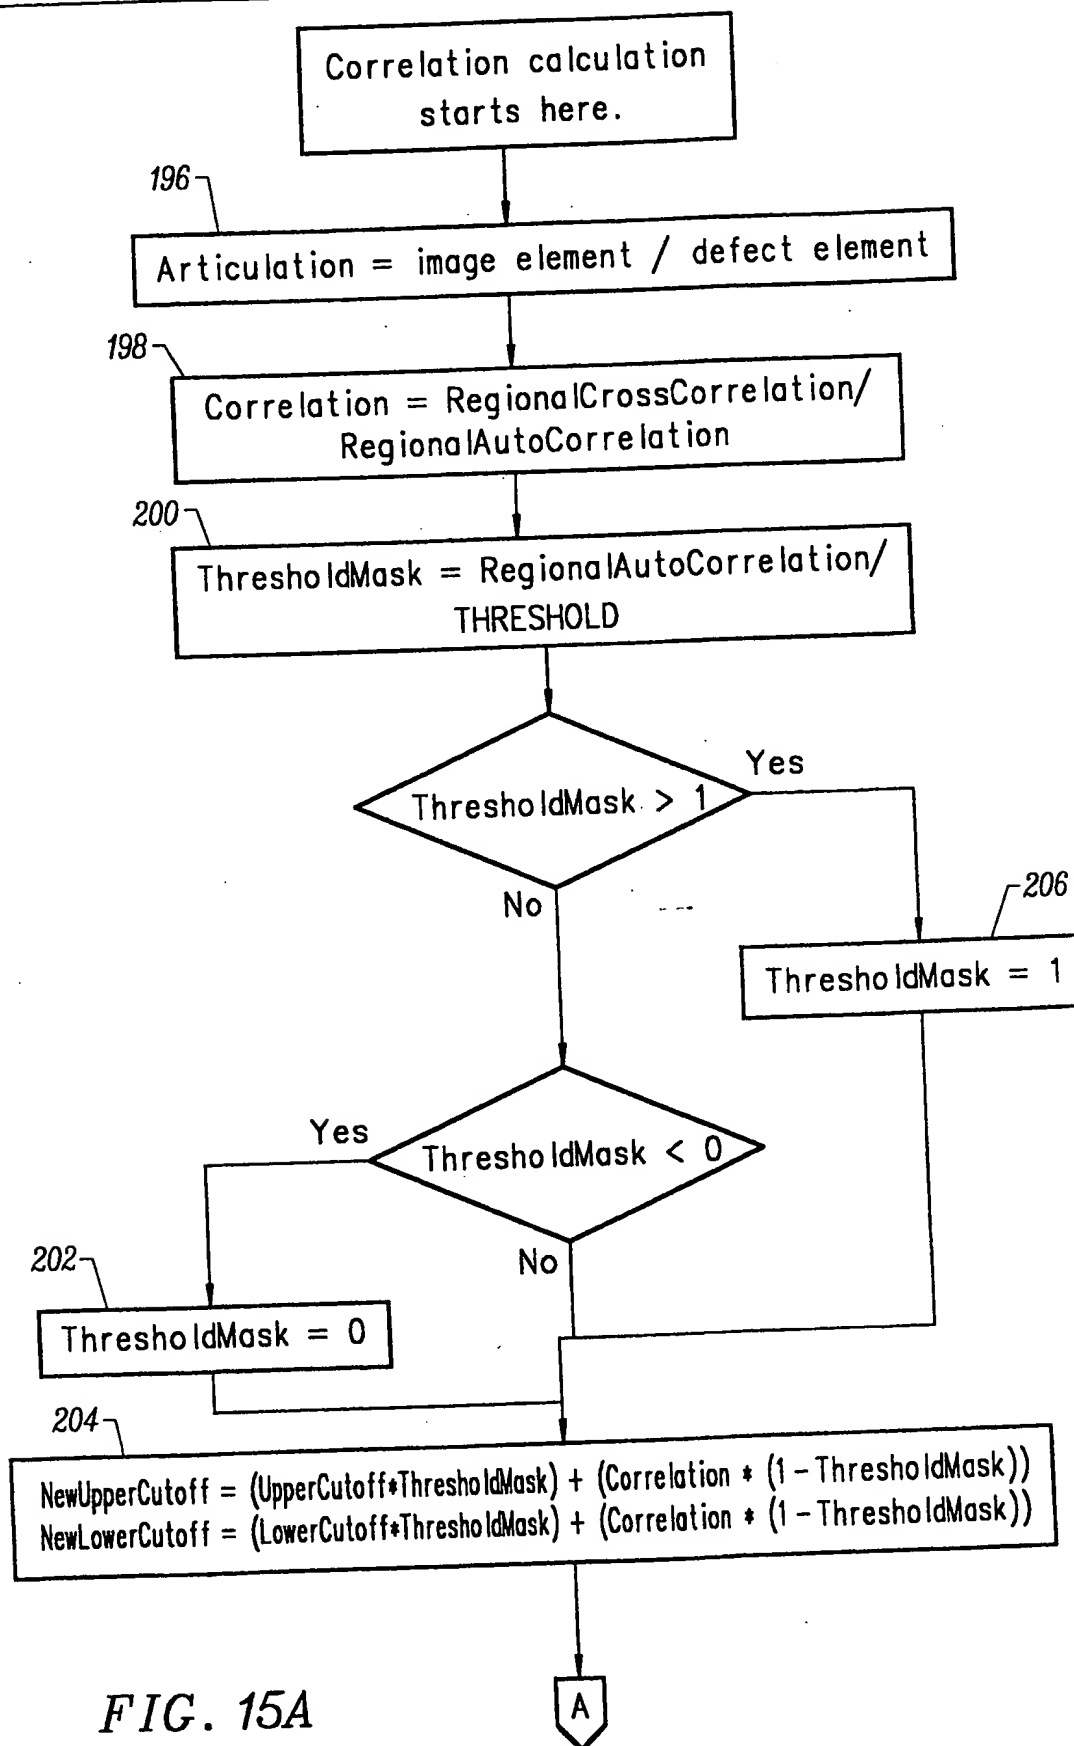 Correlation calculation
starts here.
196
Articulation = image element / defect element
198
Correlation = RegionalCrossCorrelation/
RegionalAutoCorrelation
200
ThresholdMask = RegionalAutoCorrelation/
THRESHOLD
ThresholdMask > 1
Yes
No
206
ThresholdMask = 1
Yes
ThresholdMask < 0
No
202
ThresholdMask = 0
204
NewUpperCutoff = (UpperCutoff*ThresholdMask) + (Correlation * (1-ThresholdMask))
NewLowerCutoff = (LowerCutoff*ThresholdMask) + (Correlation * (1-ThresholdMask))
A
FIG. 15A